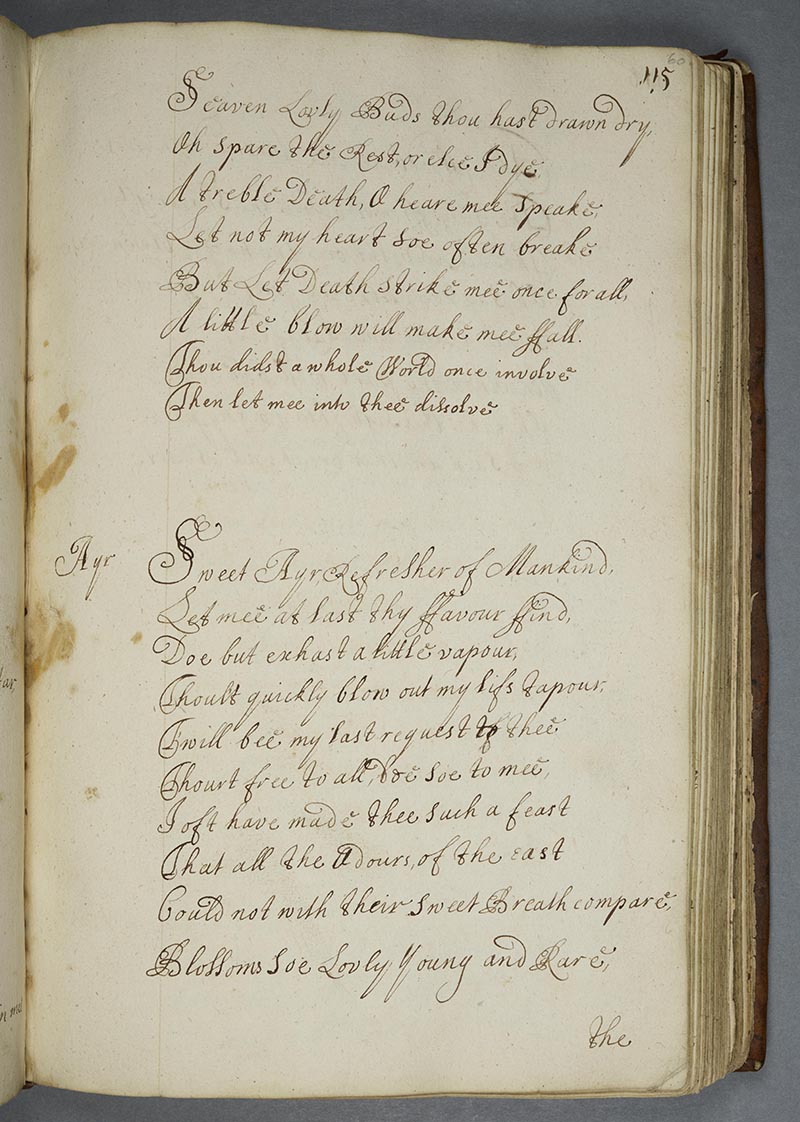 60
115
Seaven Lovly Buds thou hast drawn dry,
Oh spare the Rest, or elce I dye
A treble Death, O heare mee speake,
Let not my heart soe often breake
But Let Death strike mee once for all,
A little blow will make mee ffall.
Thou didst a whole World once involve
Then let mee into thee dissolve
Ayr
Sweet Ayr Refresher of Mankind,
Let mee at last thy ffavour ffind,
Doe but exhast a little vapour,
Thoult quickly blow out my lifs tapour,
T'will bee my last request to thee
Thourt free to all, doe soe to mee,
I oft have made thee such a feast
That all the Adours, of the east
Could not with their sweet Breath compare,
Blossoms soe Lovly, Young and Rare,
the